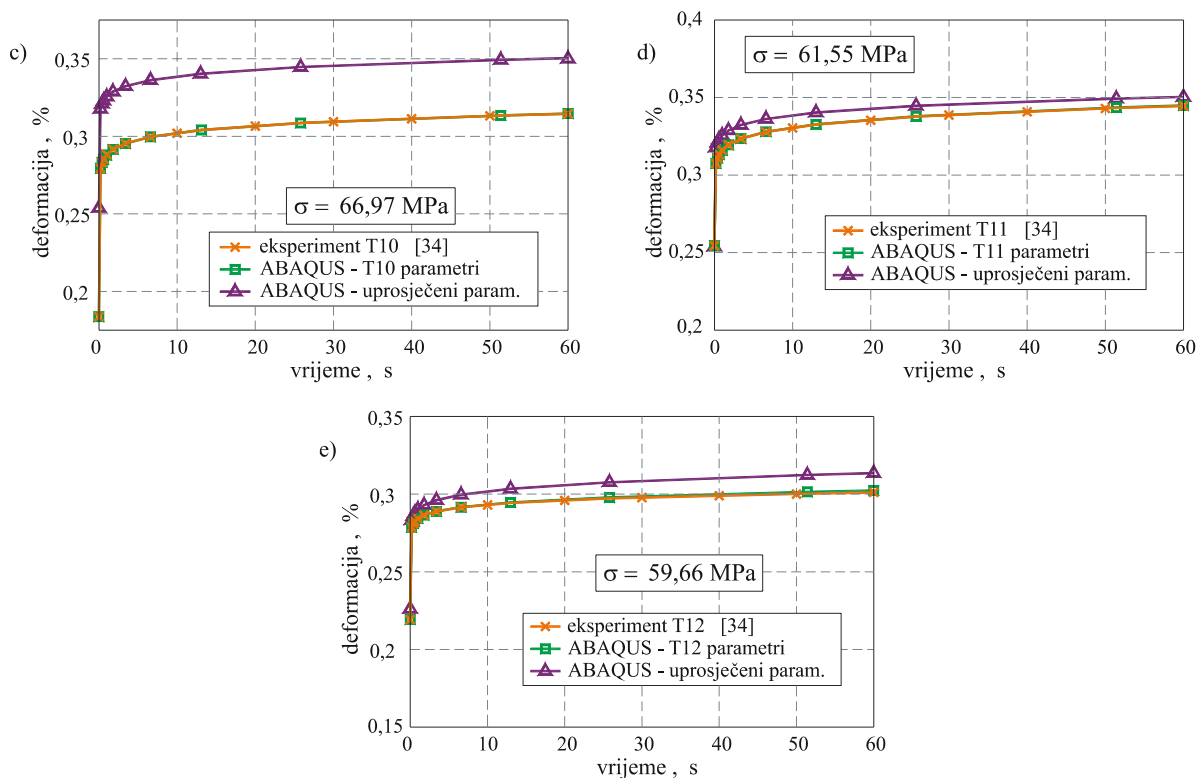 c)
deformacija , %
0,35
0,3
0,25
0,2
σ = 66,97 MPa
eksperiment T10 [34]
ABAQUS - T10 parametri
ABAQUS - uprosječeni param.
0 10 20 30 40 50 60
vrijeme , s
d)
deformacija , %
0,4
0,35
0,3
0,25
0,2
σ = 61,55 MPa
eksperiment T11 [34]
ABAQUS - T11 parametri
ABAQUS - uprosječeni param.
0 10 20 30 40 50 60
vrijeme , s
e)
deformacija , %
0,35
0,3
0,25
0,2
0,15
σ = 59,66 MPa
eksperiment T12 [34]
ABAQUS - T12 parametri
ABAQUS - uprosječeni param.
0 10 20 30 40 50 60
vrijeme , s